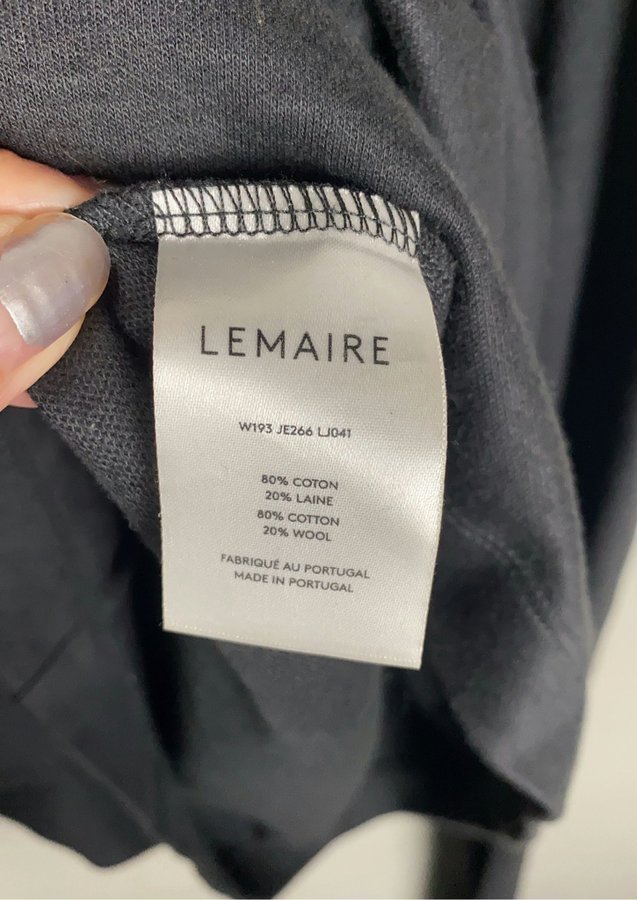 LEMAIRE
W193 JE266 LJ041
80% COTON
20% LAINE
80% COTTON
20% WOOL
FABRIQUÉ AU PORTUGAL
MADE IN PORTUGAL